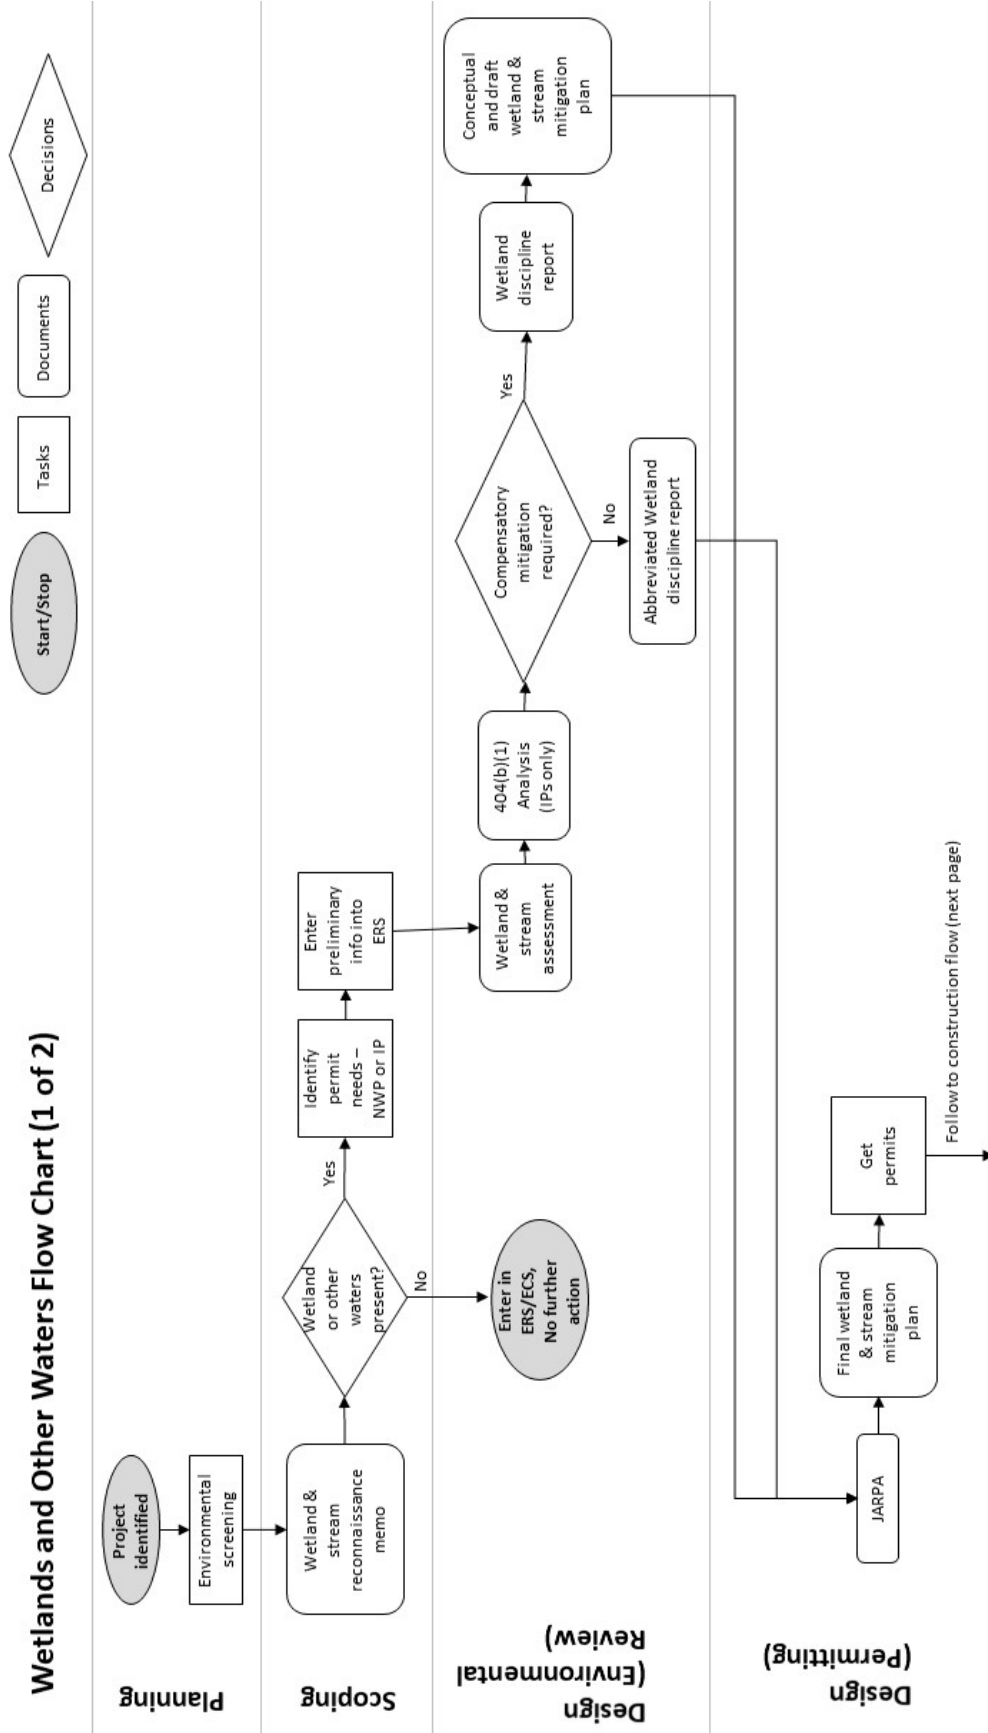 Wetlands and Other Waters Flow Chart (1 of 2)
Start/Stop
Tasks
Documents
Decisions
Planning
Project
identified
Environmental
screening
Scoping
Wetland &
stream
reconnaissance
memo
Wetland
or other
waters
present?
Yes
No
Identify
permit
needs –
NWP or IP
Enter
preliminary
info into
ERS
Design
(Environmental
Review)
Enter in
ERS/ECS,
No further
action
Wetland &
stream
assessment
404(b)(1)
Analysis
(IPs only)
Compensatory
mitigation
required?
Yes
No
Wetland
discipline
report
Conceptual
and draft
wetland &
stream
mitigation
plan
Abbreviated Wetland
discipline report
Design
(Permitting)
JARPA
Final wetland
& stream
mitigation
plan
Get
permits
Follow to construction flow (next page)